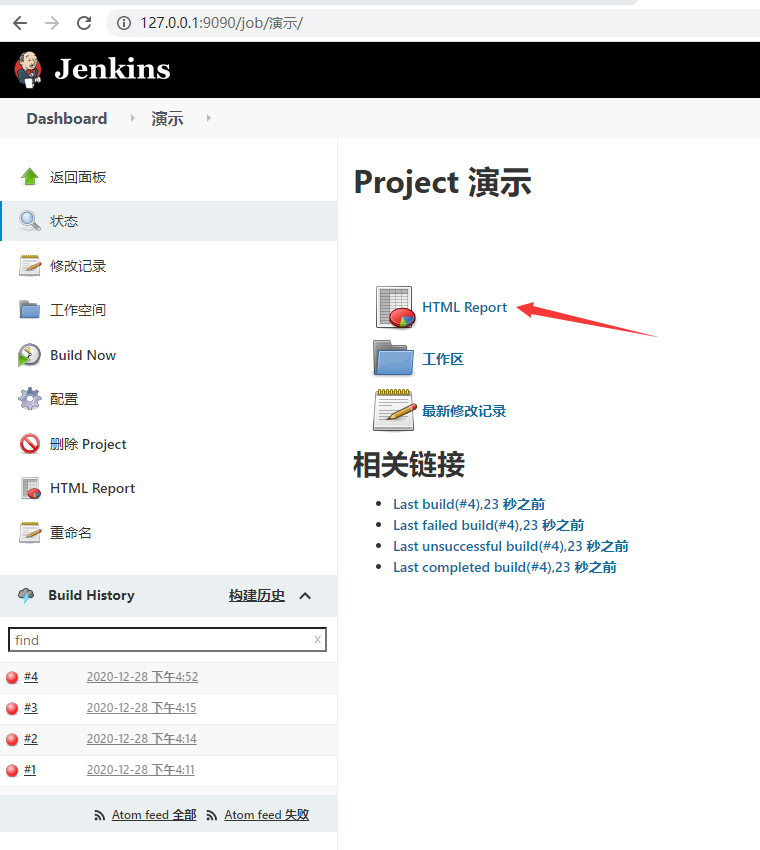 127.0.0.1:9090/job/演示/
Jenkins
Dashboard 演示
返回面板
状态
修改记录
工作空间
Build Now
配置
删除 Project
HTML Report
重命名
Build History 构建历史
find x
#4 2020-12-28 下午4:52
#3 2020-12-28 下午4:15
#2 2020-12-28 下午4:14
#1 2020-12-28 下午4:11
Atom feed 全部 Atom feed 失败
Project 演示
HTML Report
工作区
最新修改记录
相关链接
Last build(#4),23 秒之前
Last failed build(#4),23 秒之前
Last unsuccessful build(#4),23 秒之前
Last completed build(#4),23 秒之前